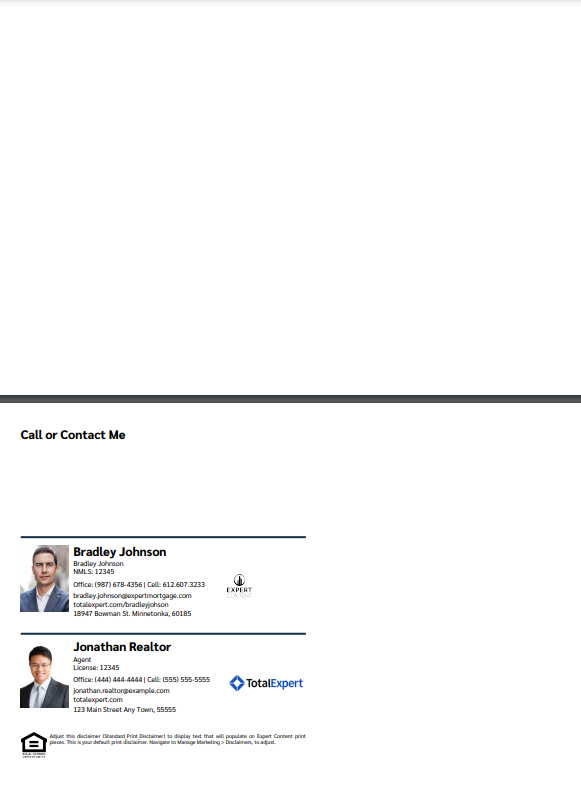 Call or Contact Me
Bradley Johnson
Bradley Johnson
NMLS: 12345
Office: (987) 678-4356 | Cell: 612.607.3233
bradley.johnson@expertmortgage.com
totalexpert.com/bradleyjohson
18947 Bowman St. Minnetonka, 60185
EXPERT
CONTENT
Jonathan Realtor
Agent
License: 12345
Office: (444) 444-4444 | Cell: (555) 555-5555
jonathan.realtor@example.com
totalexpert.com
123 Main Street Any Town, 55555
TotalExpert
Adjust this disclaimer (Standard Print Disclaimer) to display text that will populate on Expert Content print
pieces. This is your default print disclaimer. Navigate to Manage Marketing > Disclaimers, to adjust.
EQUAL HOUSING
OPPORTUNITY